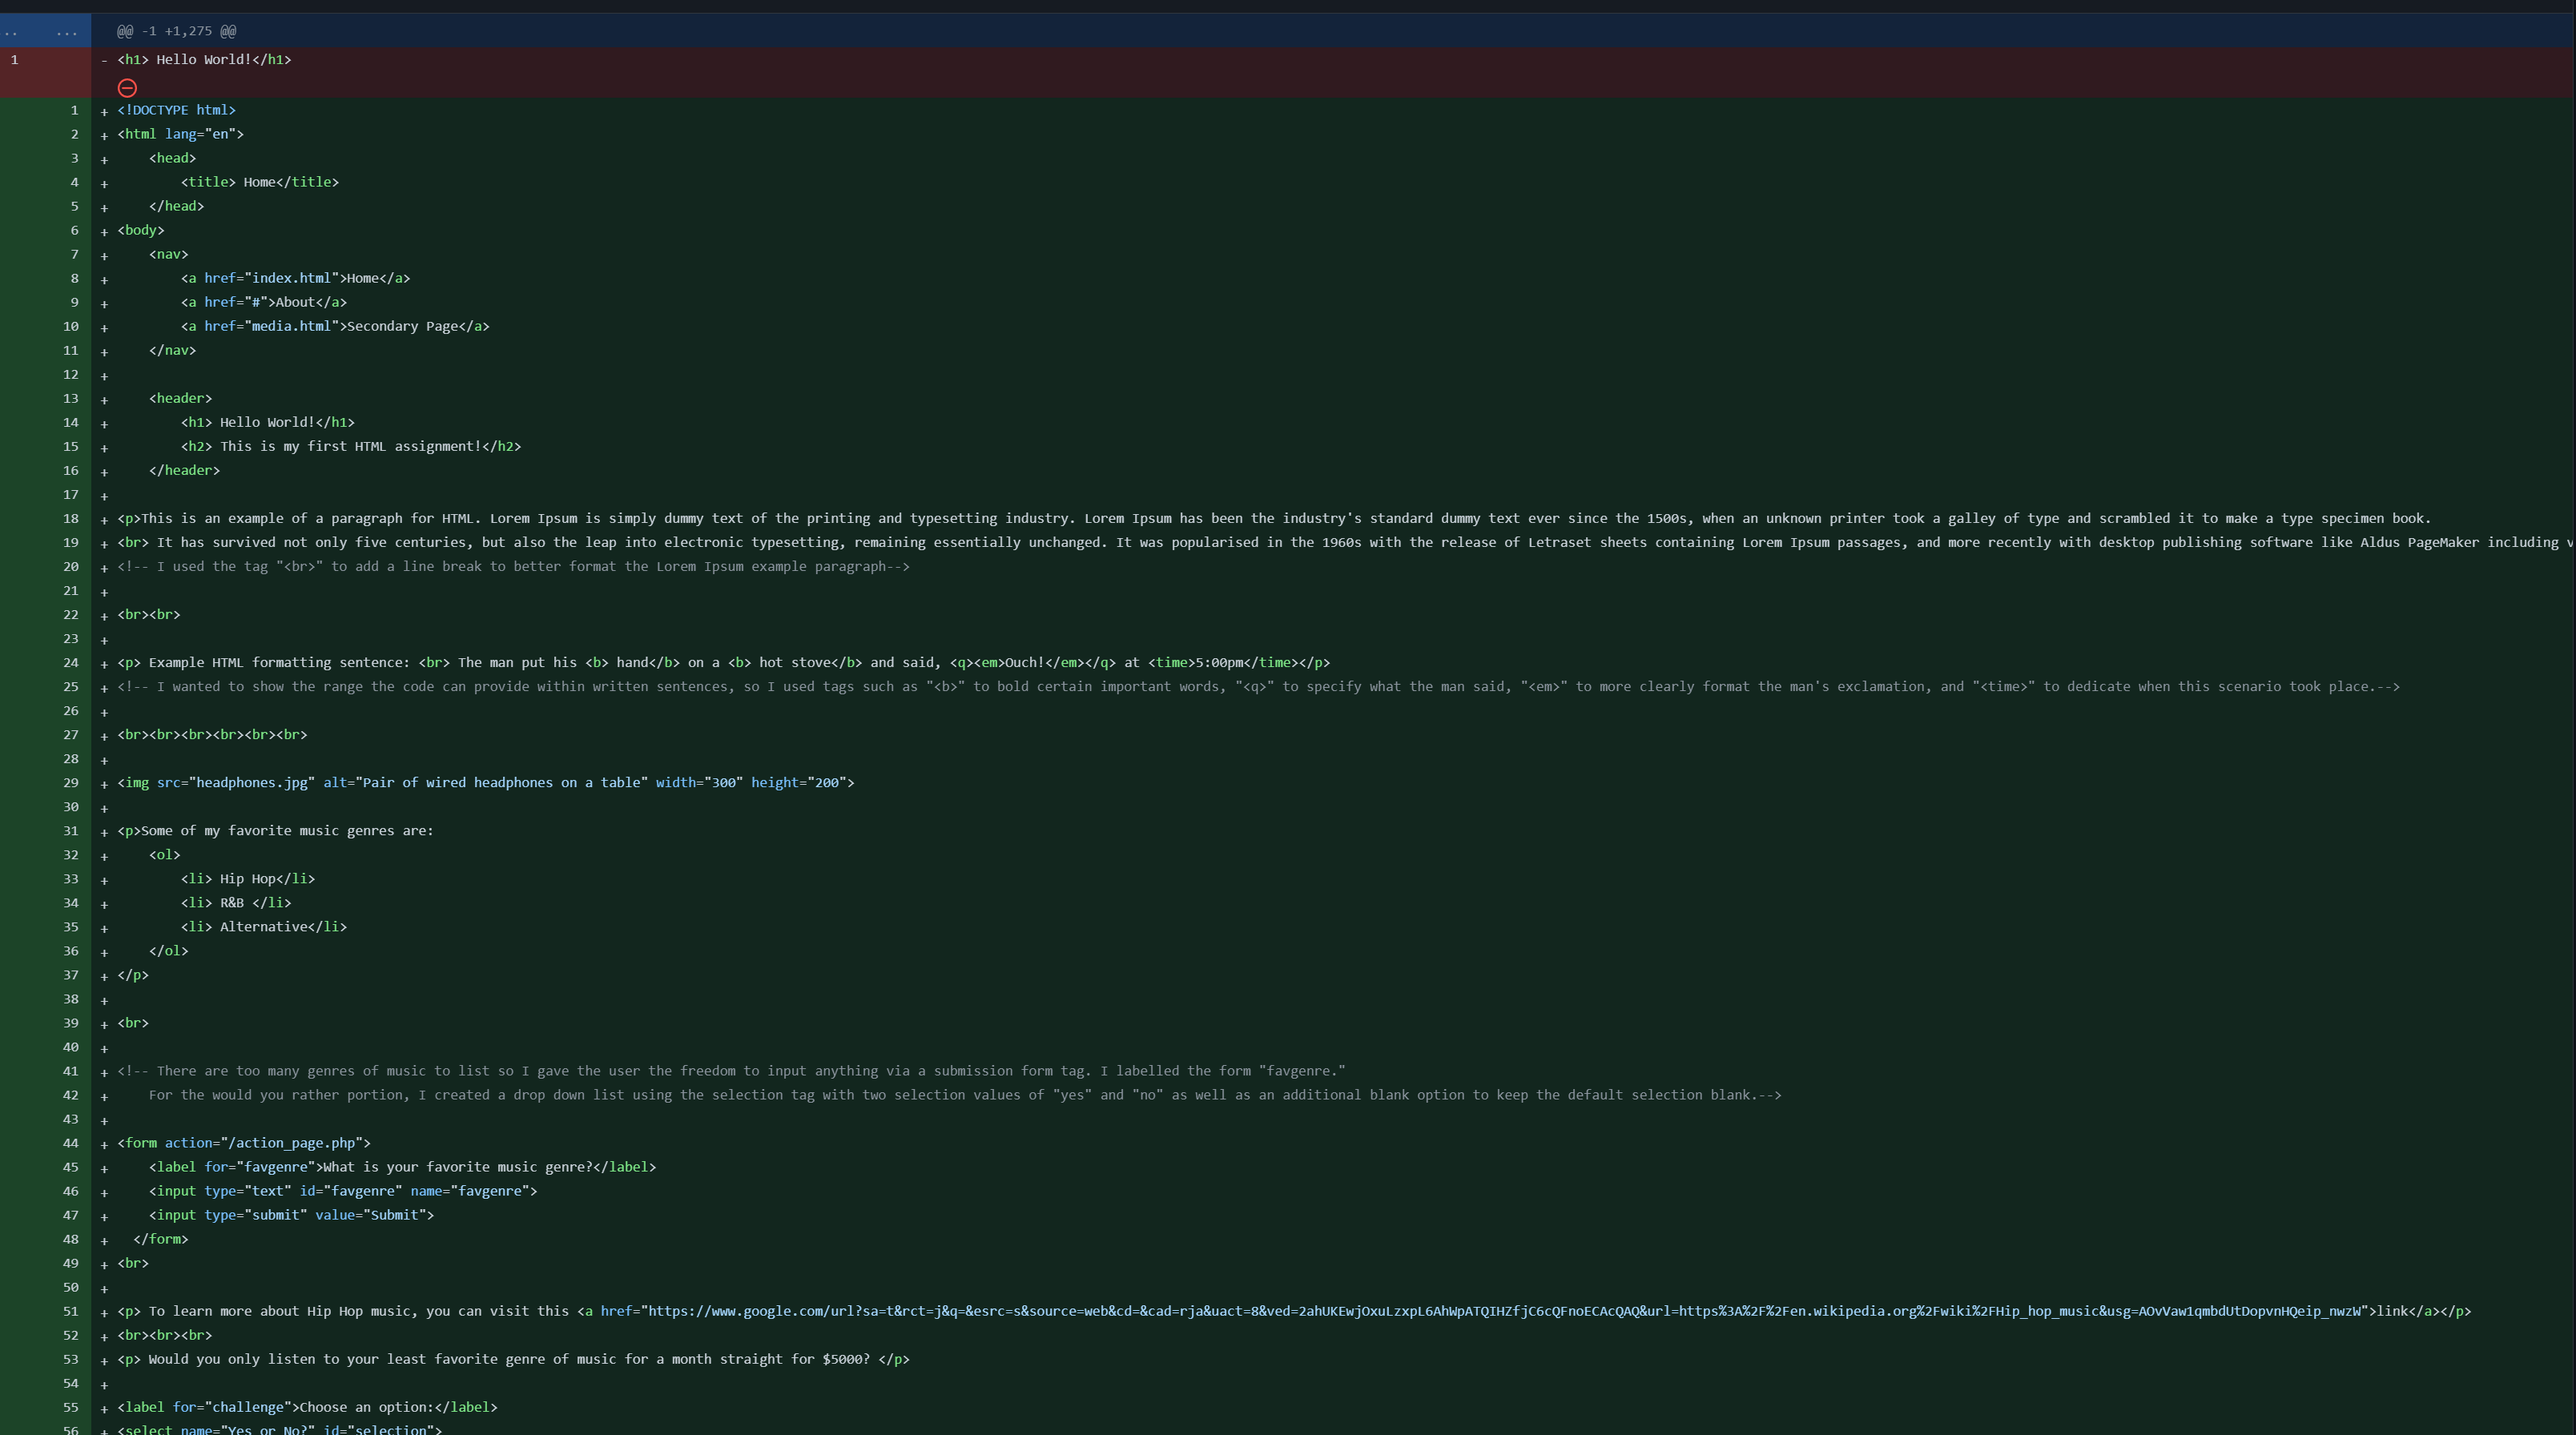 .. ... @@ -1 +1,275 @@
1 - <h1> Hello World!</h1>
1 + <!DOCTYPE html>
2 + <html lang="en">
3 +     <head>
4 +         <title> Home</title>
5 +     </head>
6 + <body>
7 +     <nav>
8 +         <a href="index.html">Home</a>
9 +         <a href="#">About</a>
10 +         <a href="media.html">Secondary Page</a>
11 +     </nav>
12 +
13 +     <header>
14 +         <h1> Hello World!</h1>
15 +         <h2> This is my first HTML assignment!</h2>
16 +     </header>
17 +
18 + <p>This is an example of a paragraph for HTML. Lorem Ipsum is simply dummy text of the printing and typesetting industry. Lorem Ipsum has been the industry's standard dummy text ever since the 1500s, when an unknown printer took a galley of type and scrambled it to make a type specimen book.
19 + <br> It has survived not only five centuries, but also the leap into electronic typesetting, remaining essentially unchanged. It was popularised in the 1960s with the release of Letraset sheets containing Lorem Ipsum passages, and more recently with desktop publishing software like Aldus PageMaker including
20 + <!-- I used the tag "<br>" to add a line break to better format the Lorem Ipsum example paragraph-->
21 +
22 + <br><br>
23 +
24 + <p> Example HTML formatting sentence: <br> The man put his <b> hand</b> on a <b> hot stove</b> and said, <q><em>Ouch!</em></q> at <time>5:00pm</time></p>
25 + <!-- I wanted to show the range the code can provide within written sentences, so I used tags such as "<b>" to bold certain important words, "<q>" to specify what the man said, "<em>" to more clearly format the man's exclamation, and "<time>" to dedicate when this scenario took place.-->
26 +
27 + <br><br><br><br><br><br>
28 +
29 + <img src="headphones.jpg" alt="Pair of wired headphones on a table" width="300" height="200">
30 +
31 + <p>Some of my favorite music genres are:
32 +     <ol>
33 +         <li> Hip Hop</li>
34 +         <li> R&B </li>
35 +         <li> Alternative</li>
36 +     </ol>
37 + </p>
38 +
39 + <br>
40 +
41 + <!-- There are too many genres of music to list so I gave the user the freedom to input anything via a submission form tag. I labelled the form "favgenre."
42 +     For the would you rather portion, I created a drop down list using the selection tag with two selection values of "yes" and "no" as well as an additional blank option to keep the default selection blank.-->
43 +
44 + <form action="/action_page.php">
45 +     <label for="favgenre">What is your favorite music genre?</label>
46 +     <input type="text" id="favgenre" name="favgenre">
47 +     <input type="submit" value="Submit">
48 +   </form>
49 + <br>
50 +
51 + <p> To learn more about Hip Hop music, you can visit this <a href="https://www.google.com/url?sa=t&rct=j&q=&esrc=s&source=web&cd=&cad=rja&uact=8&ved=2ahUKEwjOxuLzxpL6AhWpATQIHZfjC6cQFnoECAcQAQ&url=https%3A%2F%2Fen.wikipedia.org%2Fwiki%2FHip_hop_music&usg=AOvVaw1qmbdUtDopvnHQeip_nwzW">link</a></p>
52 + <br><br><br>
53 + <p> Would you only listen to your least favorite genre of music for a month straight for $5000? </p>
54 +
55 + <label for="challenge">Choose an option:</label>
56 + <select name="Yes or No?" id="selection">